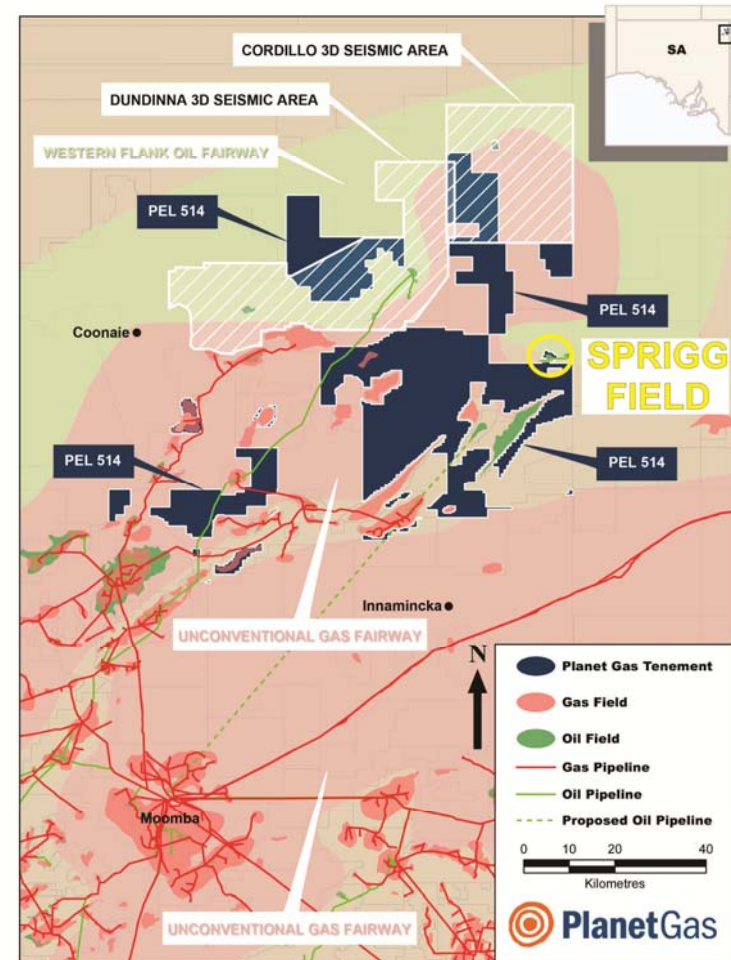 CORDILLO 3D SEISMIC AREA
SA
DUNDINNA 3D SEISMIC AREA
WESTERN FLANK OIL FAIRWAY
PEL 514
PEL 514
Coonaie
SPRIGG
FIELD
PEL 514
PEL 514
Innamincka
UNCONVENTIONAL GAS FAIRWAY
N
Planet Gas Tenement
Gas Field
Oil Field
Gas Pipeline
Oil Pipeline
Proposed Oil Pipeline
Moomba
0 10 20 40
Kilometres
UNCONVENTIONAL GAS FAIRWAY
PlanetGas